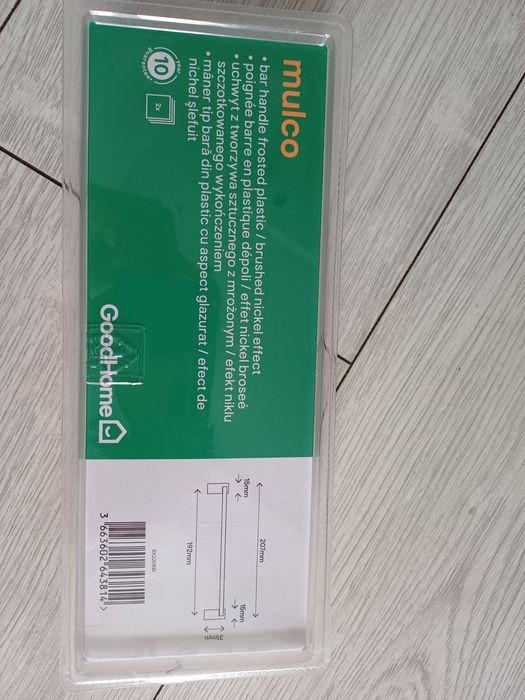 mulco
• bar handle frosted plastic / brushed nickel effect
• poignée barre en plastique dépoli / effet nickel broseé
• uchwyt z tworzywa sztucznego z mrożonym / efekt niklu
szczotkowanego wykończeniem
• mâner tip bară din plastic cu aspect glazurat / efect de
nichel şlefuit
10
2x
GoodHome
207mm
15mm
15mm
192mm
31mm
3 663602 643814 >